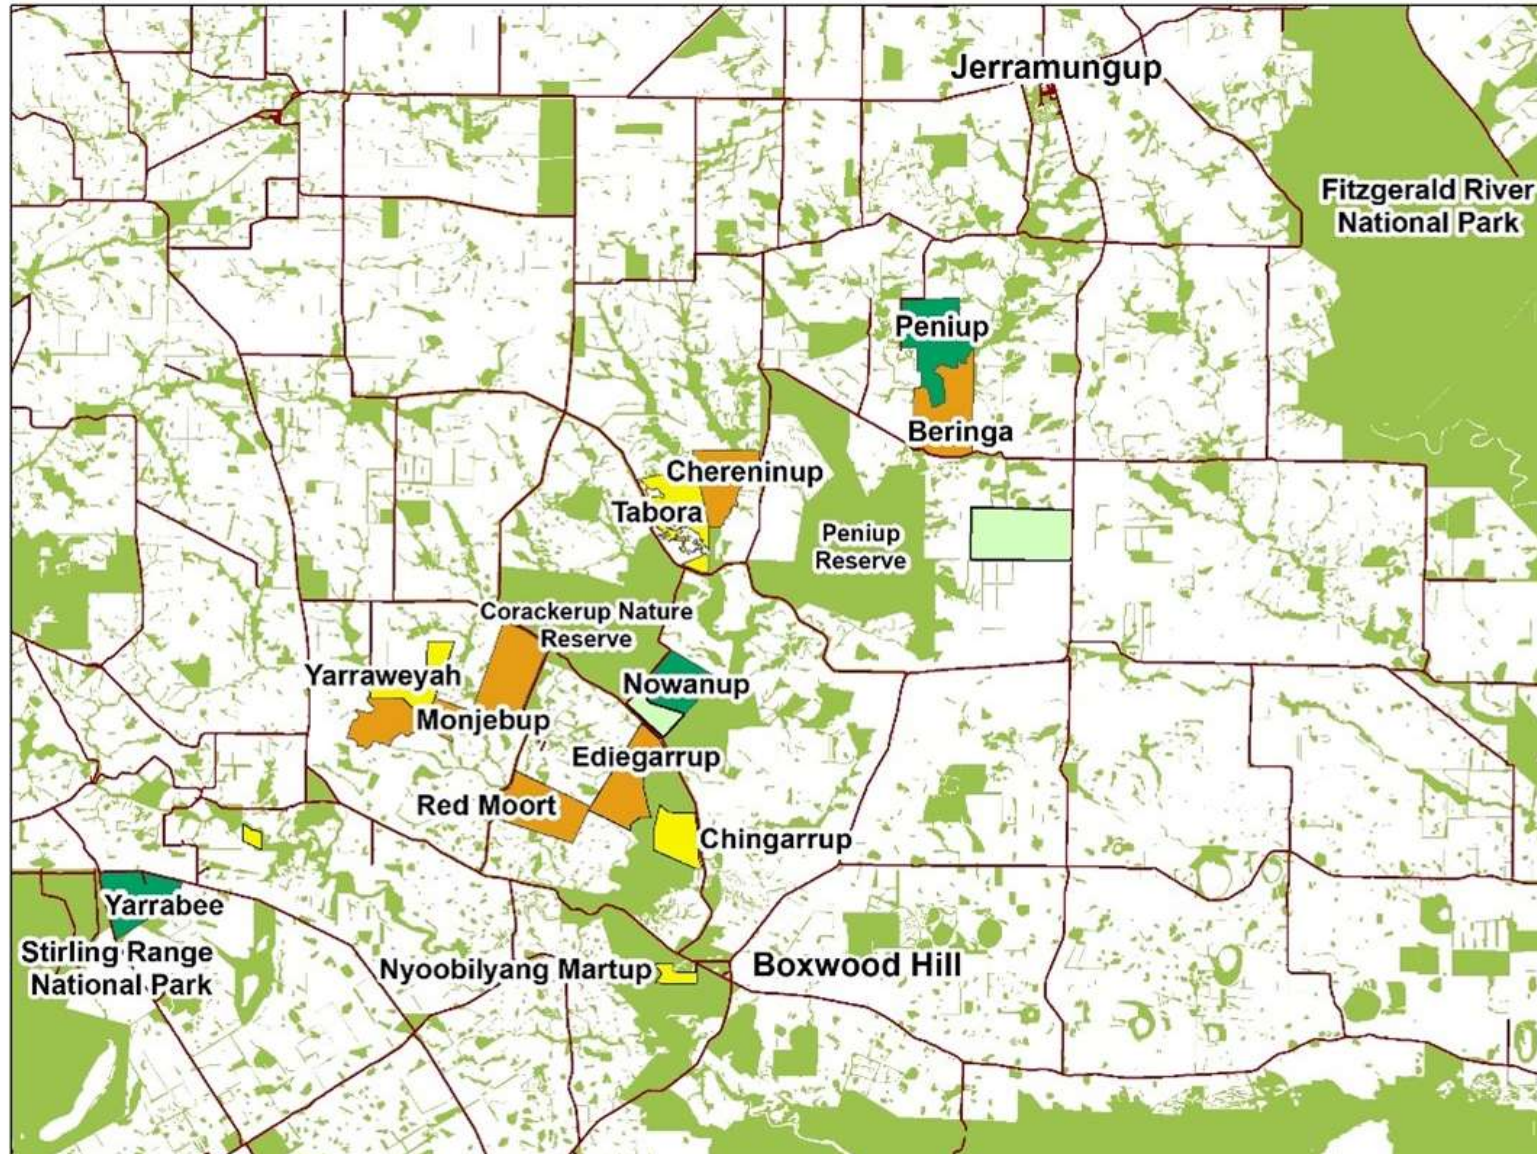 Jerramungup
Fitzgerald River
National Park
Peniup
Beringa
Chereninup
Tabora
Peniup
Reserve
Corackerup Nature
Reserve
Yarraweyah
Nowanup
Monjebup
Ediegarrup
Red Moort
Chingarrup
Yarrabee
Stirling Range
National Park
Nyoobilyang Martup
Boxwood Hill